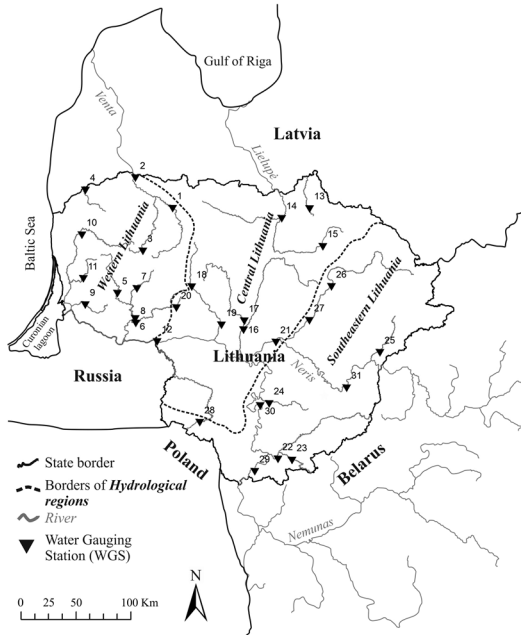 Gulf of Riga
Venta
Lielupė
Latvia
4
2
1
13
14
10
3
15
Baltic Sea
Western Lithuania
Central Lithuania
Southeastern Lithuania
11
5
7
18
26
9
8
6
20
19
17
16
27
12
21
25
Curonian
lagoon
Lithuania
Neris
Russia
31
24
30
28
22
23
29
Poland
Belarus
Nemunas
State border
Borders of Hydrological
regions
River
Water Gauging
Station (WGS)
N
0 50 100 Km